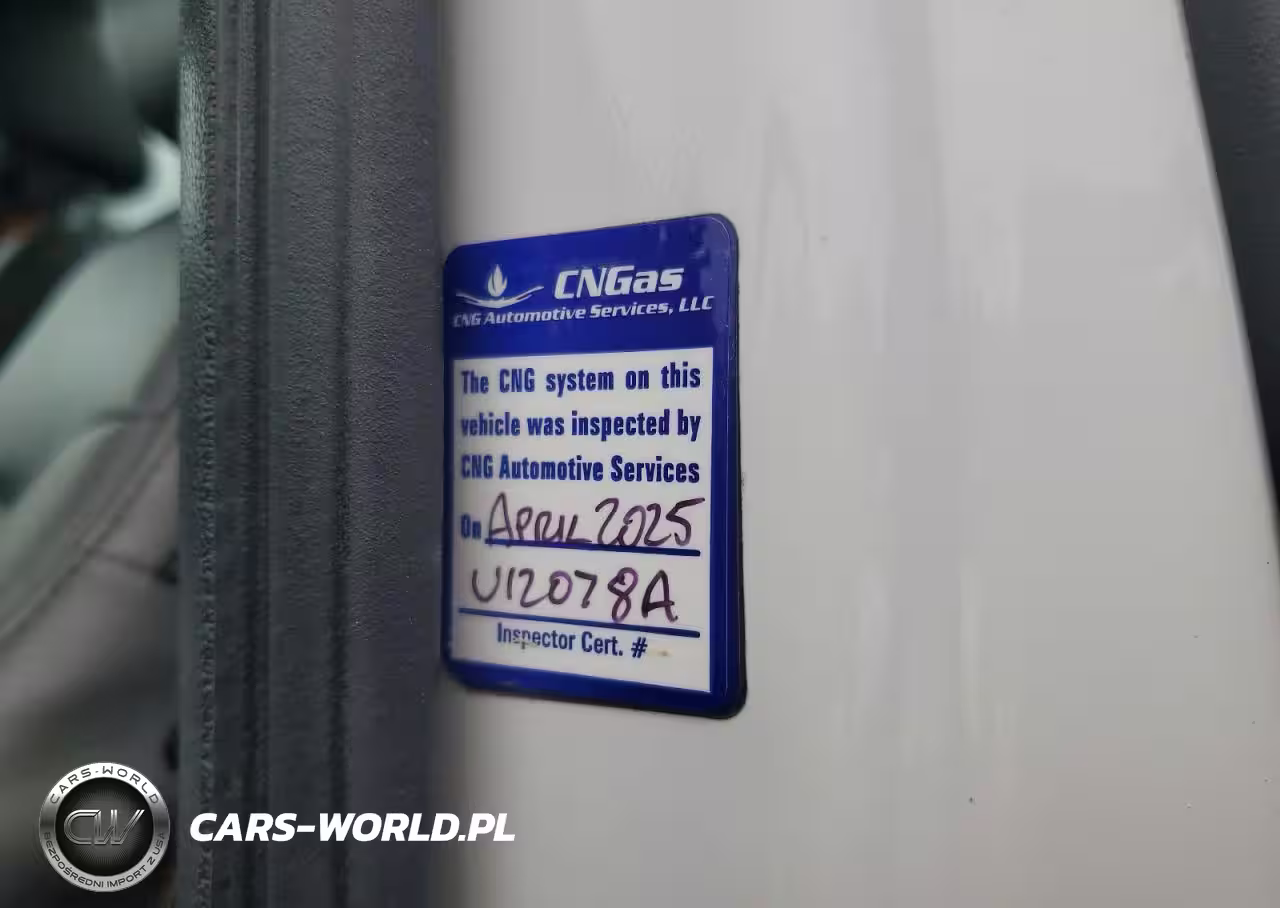 CNGas
CNG Automotive Services, LLC
The CNG system on this
vehicle was inspected by
CNG Automotive Services
On APRIL 2025
U12078A
Inspector Cert. #
CARS-WORLD
CW
BEZPOŚREDNI IMPORT Z USA
CARS-WORLD.PL